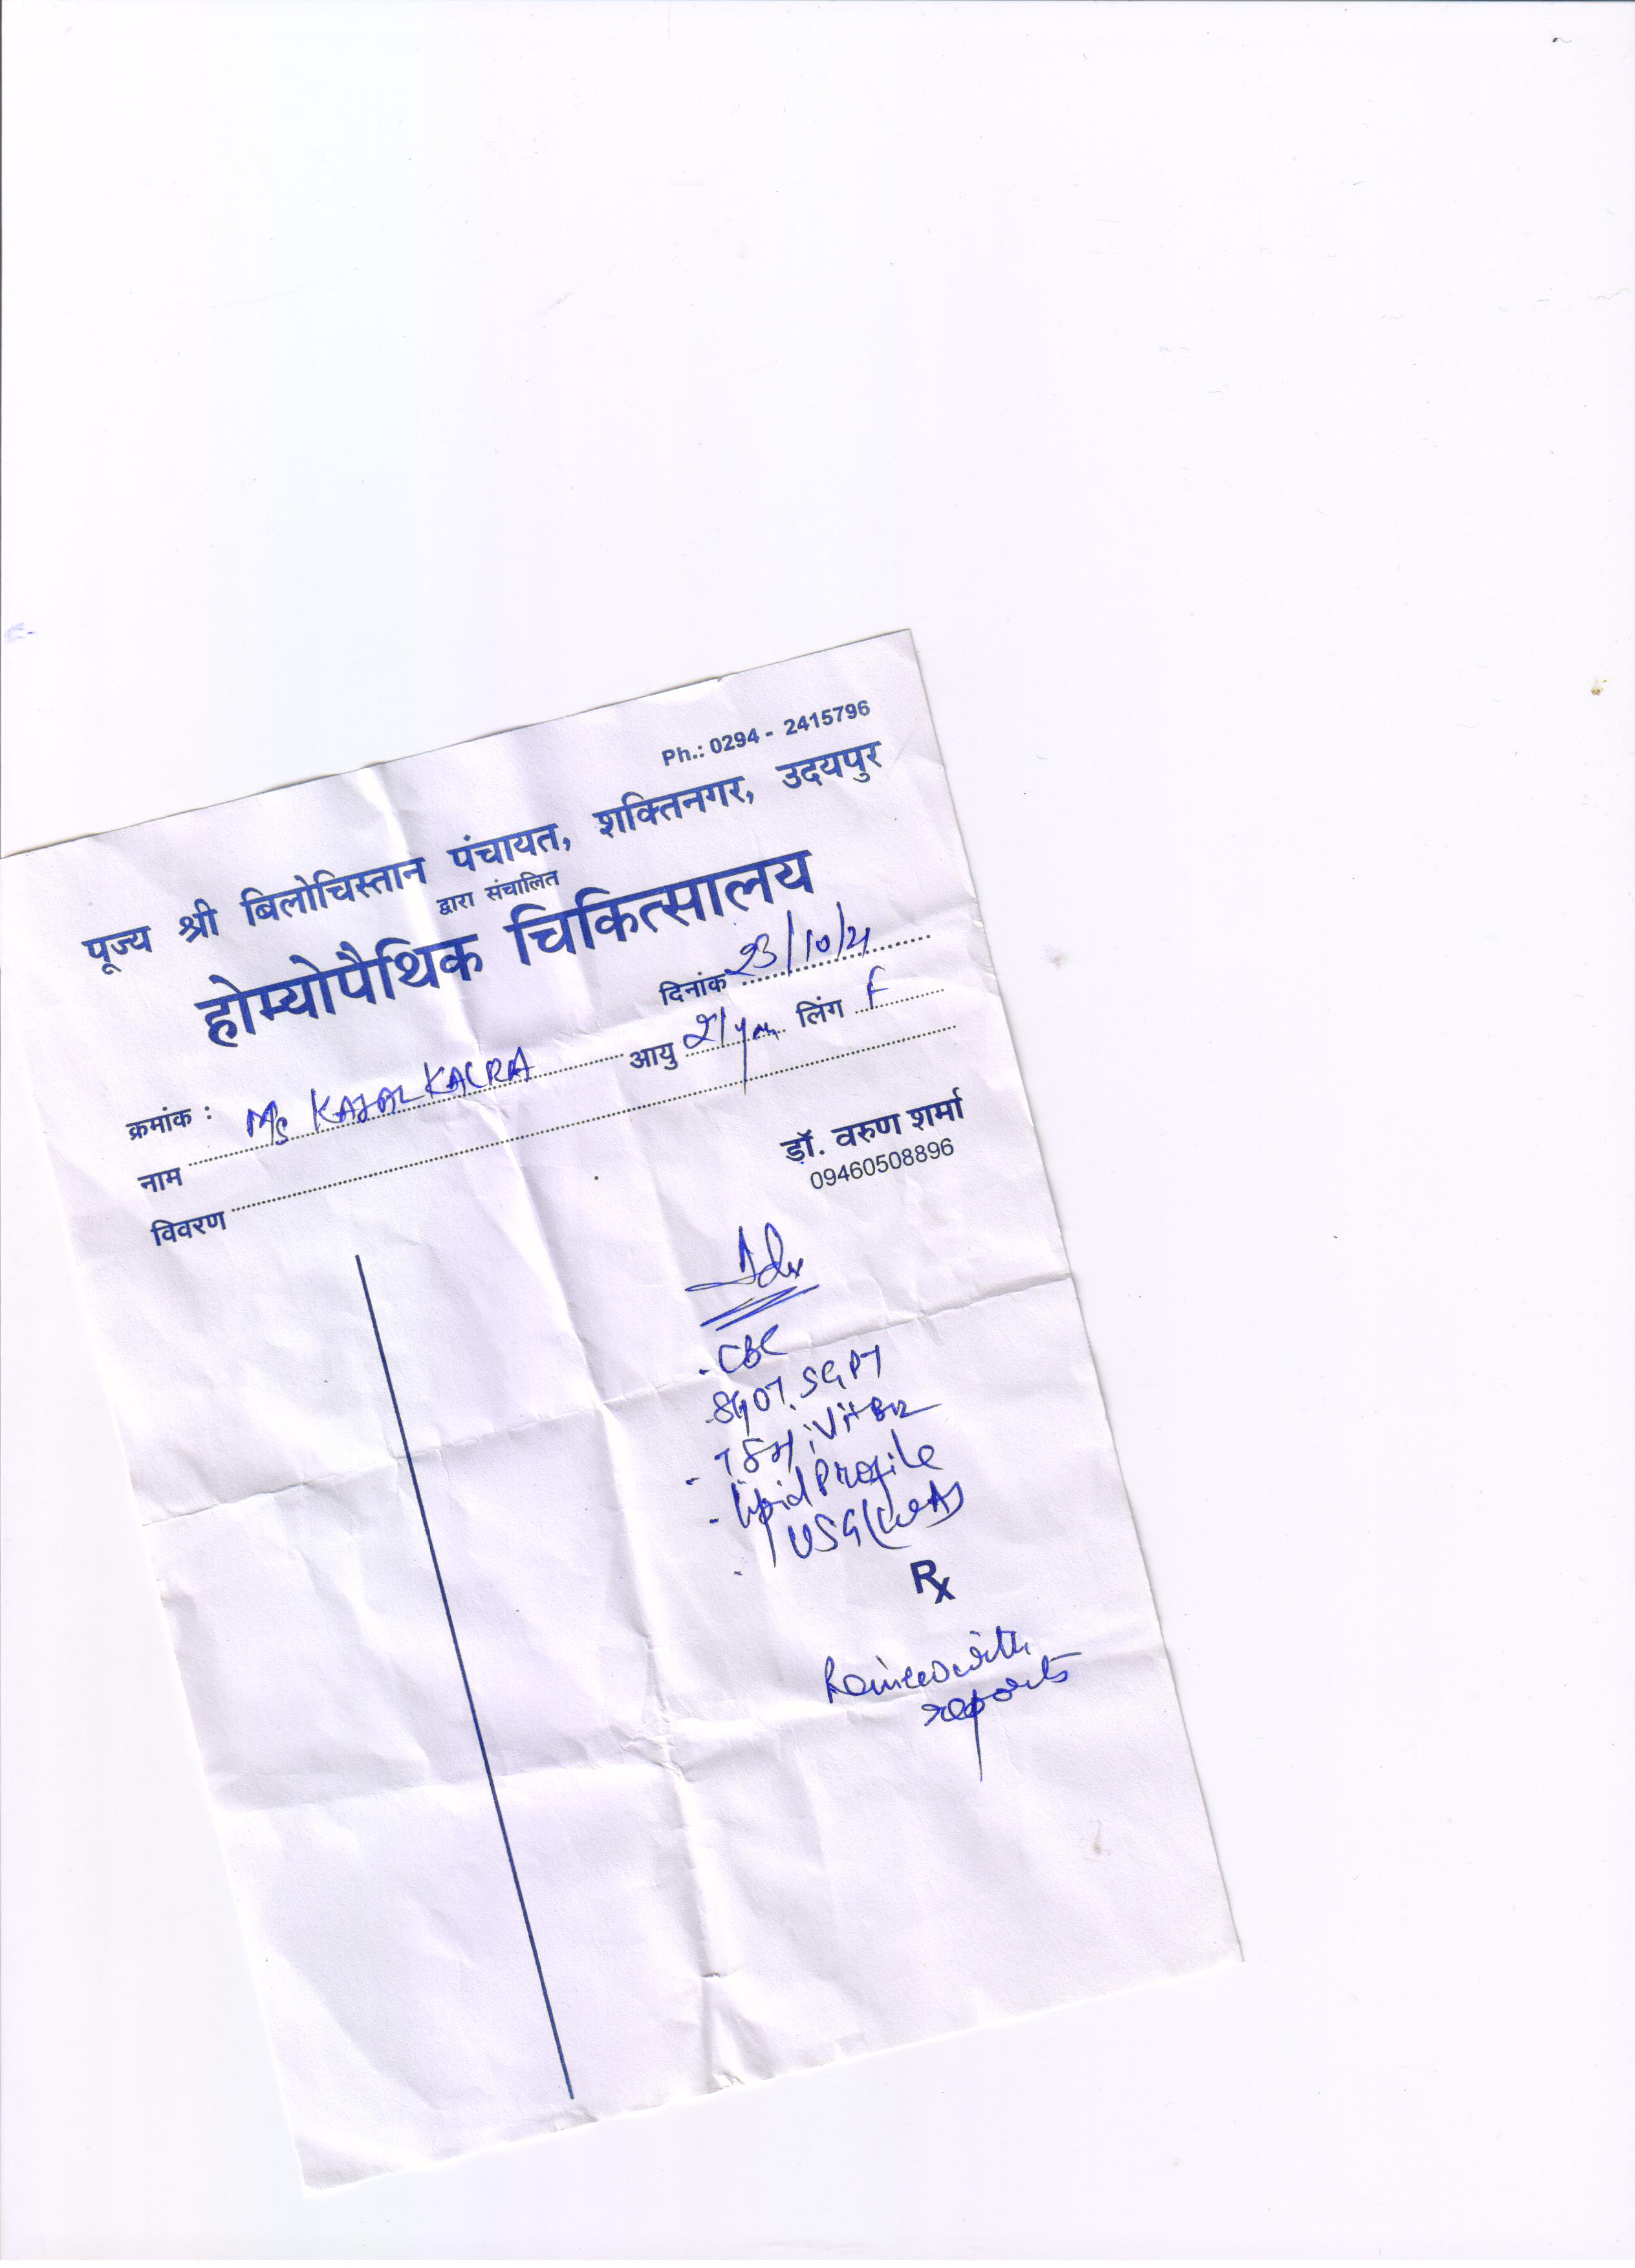 Ph.: 0294 - 2415796
पूज्य श्री बिलोचिस्तान पंचायत, शक्तिनगर, उदयपुर
द्वारा संचालित
होम्योपैथिक चिकित्सालय
दिनांक 23/10/21
क्रमांक :
नाम Ms KAJAL KALRA आयु 21 yrs लिंग F
विवरण
डॉ. वरुण शर्मा
09460508896
Adv
- CBC
- SGOT. SGPT
- TSH, Vit B12
- Lipid Profile
- USG (W-A)
Rx
Review with
reports